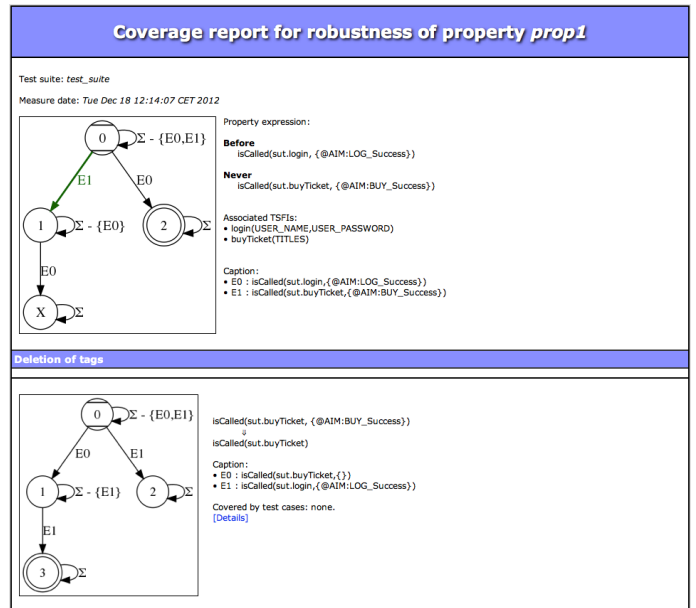 Coverage report for robustness of property prop1
Test suite: test_suite
Measure date: Tue Dec 18 12:14:07 CET 2012
0
Σ - {E0,E1}
E1
E0
1
Σ - {E0}
2
Σ
E0
X
Σ
Property expression:
Before
isCalled(sut.login, {@AIM:LOG_Success})
Never
isCalled(sut.buyTicket, {@AIM:BUY_Success})
Associated TSFIs:
• login(USER_NAME,USER_PASSWORD)
• buyTicket(TITLES)
Caption:
• E0 : isCalled(sut.login,{@AIM:LOG_Success})
• E1 : isCalled(sut.buyTicket,{@AIM:BUY_Success})
Deletion of tags
0
Σ - {E0,E1}
E0
E1
1
Σ - {E1}
2
Σ
E1
3
Σ
isCalled(sut.buyTicket, {@AIM:BUY_Success})
⇓
isCalled(sut.buyTicket)
Caption:
• E0 : isCalled(sut.buyTicket,{})
• E1 : isCalled(sut.login,{@AIM:LOG_Success})
Covered by test cases: none.
[Details]